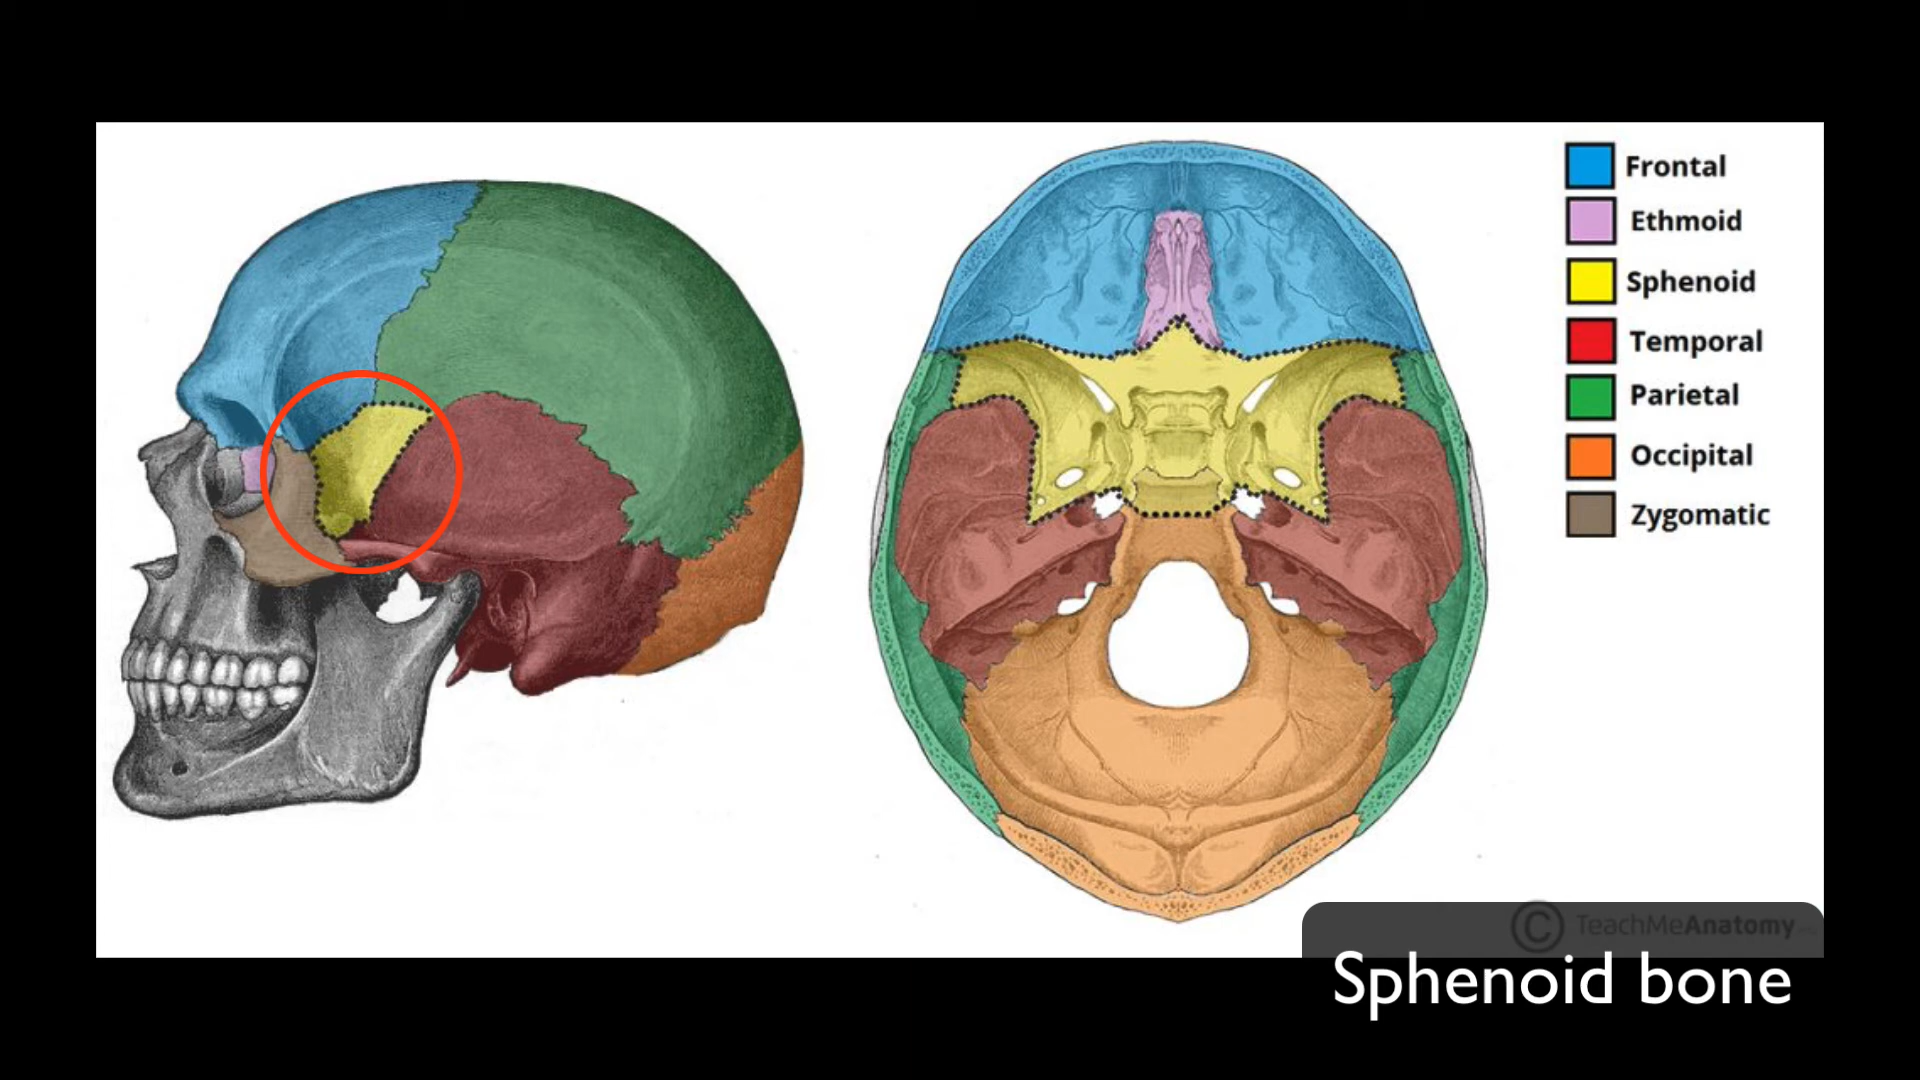 Frontal
Ethmoid
Sphenoid
Temporal
Parietal
Occipital
Zygomatic
© TeachMeAnatomy
Sphenoid bone